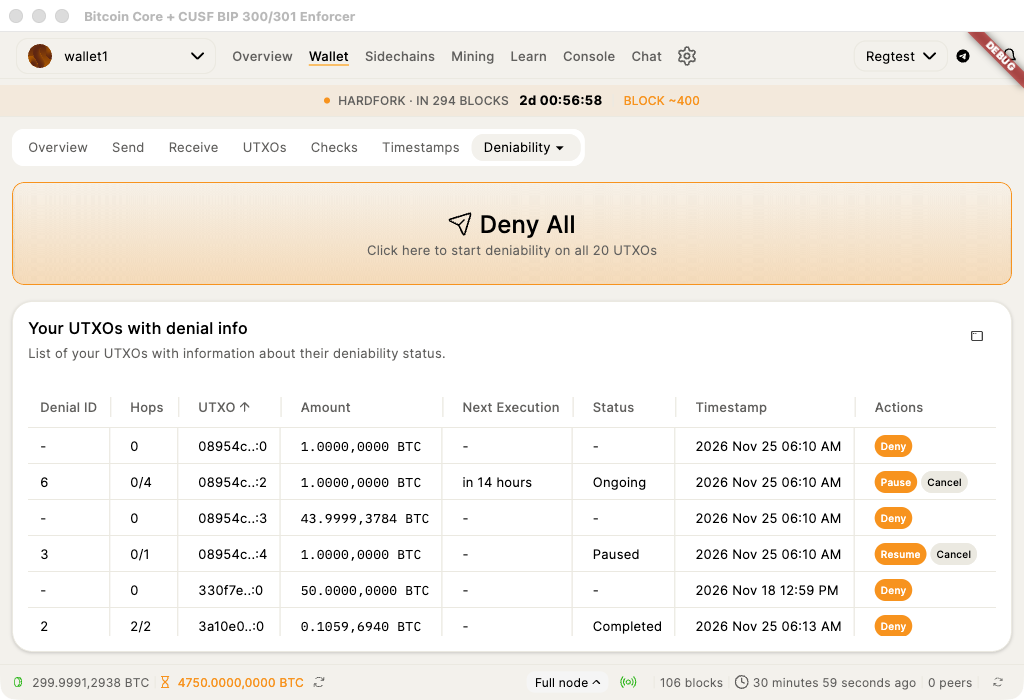 Bitcoin Core + CUSF BIP 300/301 Enforcer
wallet1 Overview Wallet Sidechains Mining Learn Console Chat Regtest DEBUG
HARDFORK · IN 294 BLOCKS 2d 00:56:58 BLOCK ~400
Overview Send Receive UTXOs Checks Timestamps Deniability
Deny All
Click here to start deniability on all 20 UTXOs
Your UTXOs with denial info
List of your UTXOs with information about their deniability status.
Denial ID Hops UTXO ↑ Amount Next Execution Status Timestamp Actions
- 0 08954c..:0 1.0000,0000 BTC - - 2026 Nov 25 06:10 AM Deny
6 0/4 08954c..:2 1.0000,0000 BTC in 14 hours Ongoing 2026 Nov 25 06:10 AM Pause Cancel
- 0 08954c..:3 43.9999,3784 BTC - - 2026 Nov 25 06:10 AM Deny
3 0/1 08954c..:4 1.0000,0000 BTC - Paused 2026 Nov 25 06:10 AM Resume Cancel
- 0 330f7e..:0 50.0000,0000 BTC - - 2026 Nov 18 12:59 PM Deny
2 2/2 3a10e0..:0 0.1059,6940 BTC - Completed 2026 Nov 25 06:13 AM Deny
299.9991,2938 BTC 4750.0000,0000 BTC Full node 106 blocks 30 minutes 59 seconds ago 0 peers